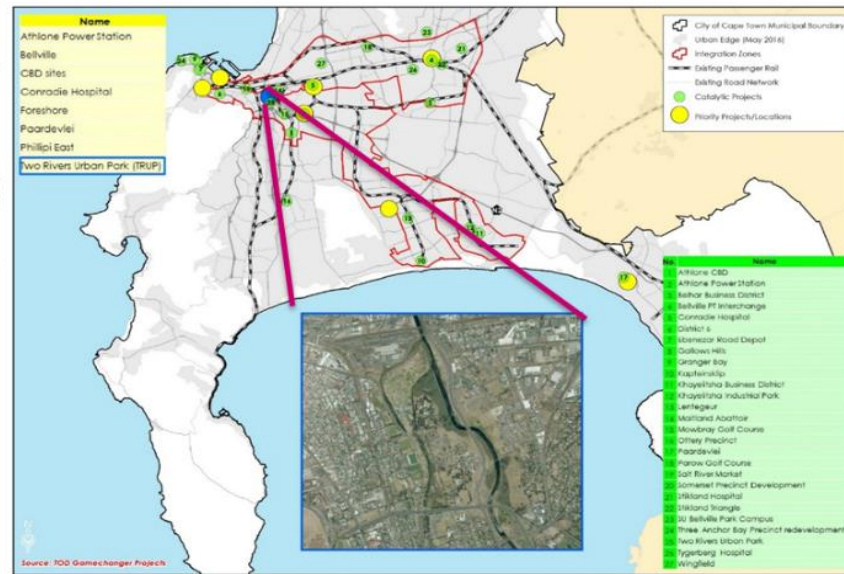 Name
Athlone Power Station
Bellville
CBD sites
Conradie Hospital
Foreshore
Paardevlei
Phillipi East
Two Rivers Urban Park (TRUP)
City of Cape Town Municipal Boundary
Urban Edge (May 2016)
Integration Zones
Existing Passenger Rail
Existing Road Network
Catalytic Projects
Priority Projects/Locations
No. Name
1 Athlone CBD
2 Athlone Power Station
3 Belhar Business District
4 Bellville PT Interchange
5 Conradie Hospital
6 District 6
7 Ebenezar Road Depot
8 Gallows Hills
9 Granger Bay
10 Kapteinsklip
11 Khayelitsha Business District
12 Khayelitsha Industrial Park
13 Lentegeur
14 Maitland Abattoir
15 Mowbray Golf Course
16 Ottery Precinct
17 Paardevlei
18 Parow Golf Course
19 Salt River Market
20 Somerset Precinct Development
21 Stikland Hospital
22 Stikland Triangle
23 SU Bellville Park Campus
24 Three Anchor Bay Precinct redevelopment
25 Two Rivers Urban Park
26 Tygerberg Hospital
27 Wingfield
Source: TOD Gamechanger Projects